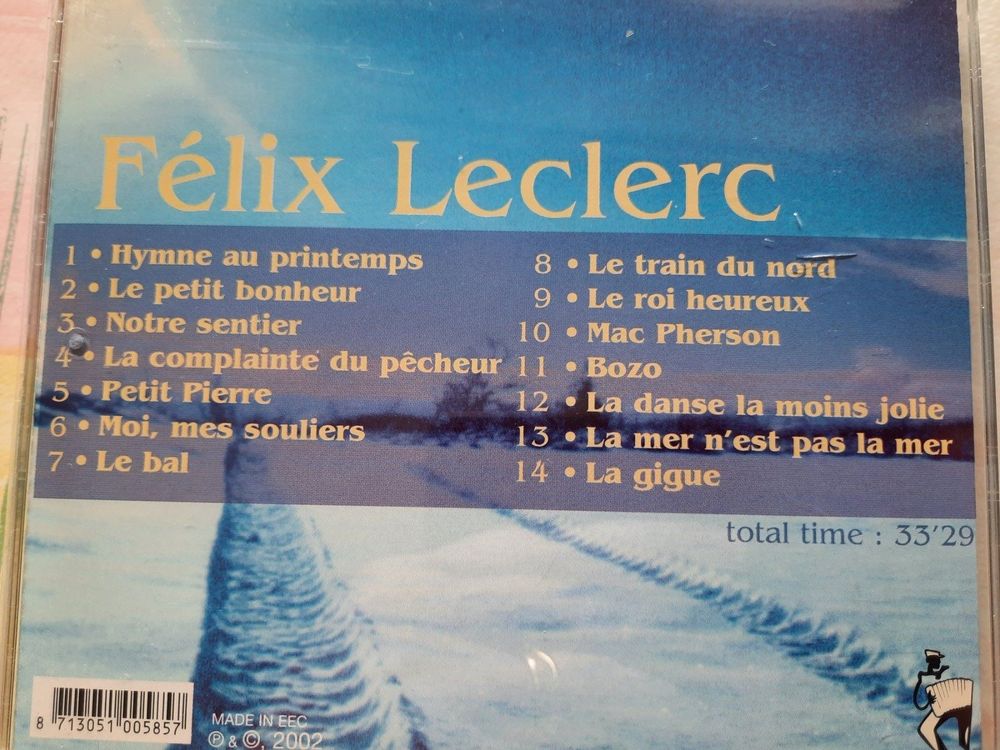 Félix Leclerc
1 • Hymne au printemps
2 • Le petit bonheur
3 • Notre sentier
4 • La complainte du pêcheur
5 • Petit Pierre
6 • Moi, mes souliers
7 • Le bal
8 • Le train du nord
9 • Le roi heureux
10 • Mac Pherson
11 • Bozo
12 • La danse la moins jolie
13 • La mer n'est pas la mer
14 • La gigue
total time : 33'29
8 713051 005857
MADE IN EEC
℗ & ©, 2002